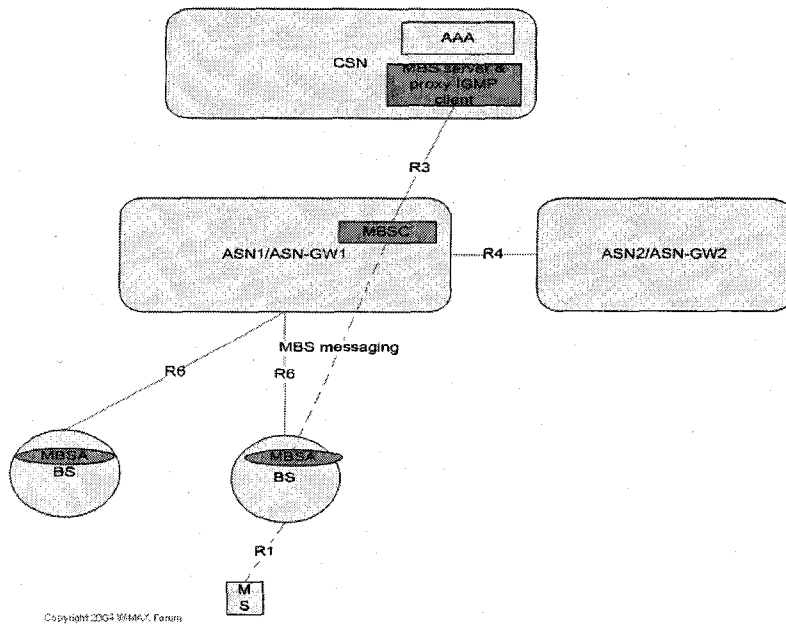 AAA
CSN
MBS server &
proxy IGMP
client
R3
MBSC
ASN1/ASN-GW1
R4
ASN2/ASN-GW2
MBS messaging
R6
R6
MBSA
BS
MBSA
BS
R1
M
S
Copyright 2004 WiMAX Forum